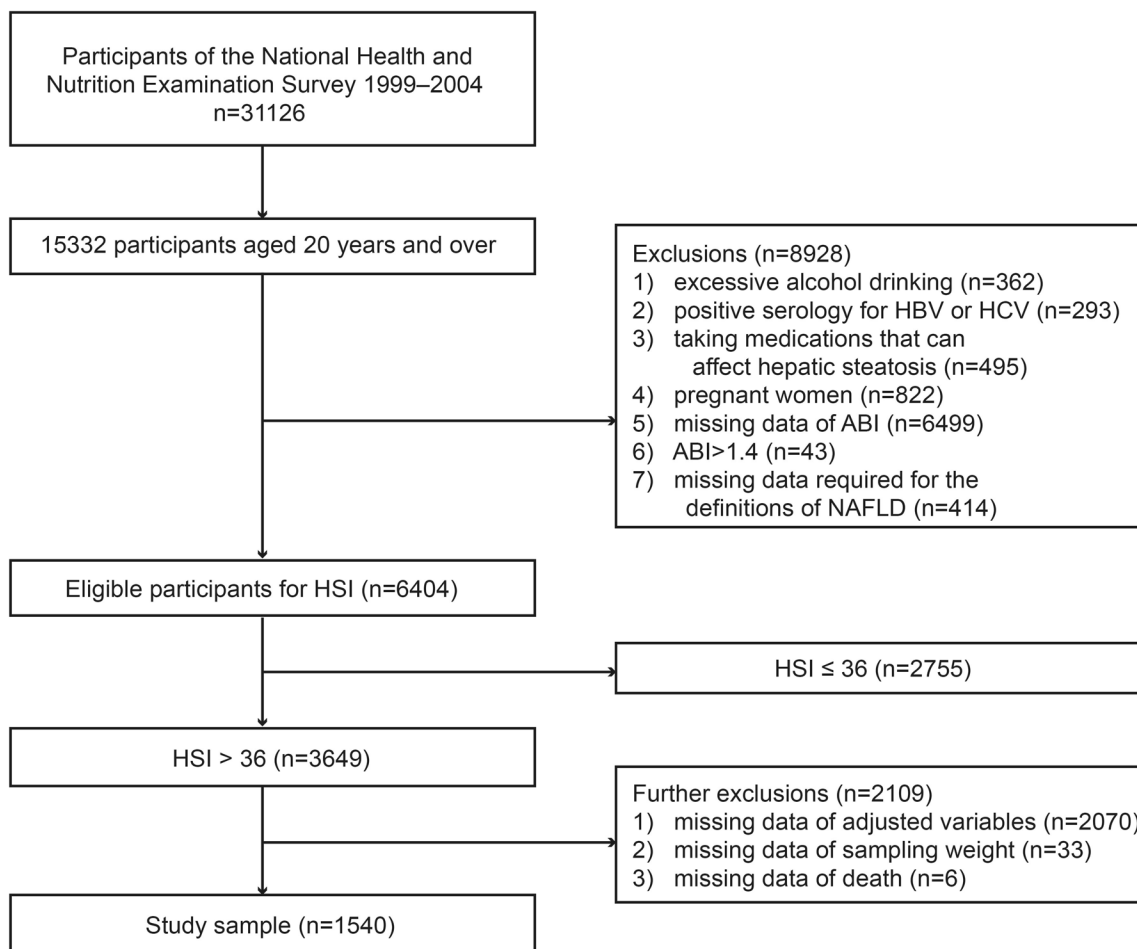 Participants of the National Health and
Nutrition Examination Survey 1999–2004
n=31126
15332 participants aged 20 years and over
Exclusions (n=8928)
1) excessive alcohol drinking (n=362)
2) positive serology for HBV or HCV (n=293)
3) taking medications that can
affect hepatic steatosis (n=495)
4) pregnant women (n=822)
5) missing data of ABI (n=6499)
6) ABI>1.4 (n=43)
7) missing data required for the
definitions of NAFLD (n=414)
Eligible participants for HSI (n=6404)
HSI ≤ 36 (n=2755)
HSI > 36 (n=3649)
Further exclusions (n=2109)
1) missing data of adjusted variables (n=2070)
2) missing data of sampling weight (n=33)
3) missing data of death (n=6)
Study sample (n=1540)